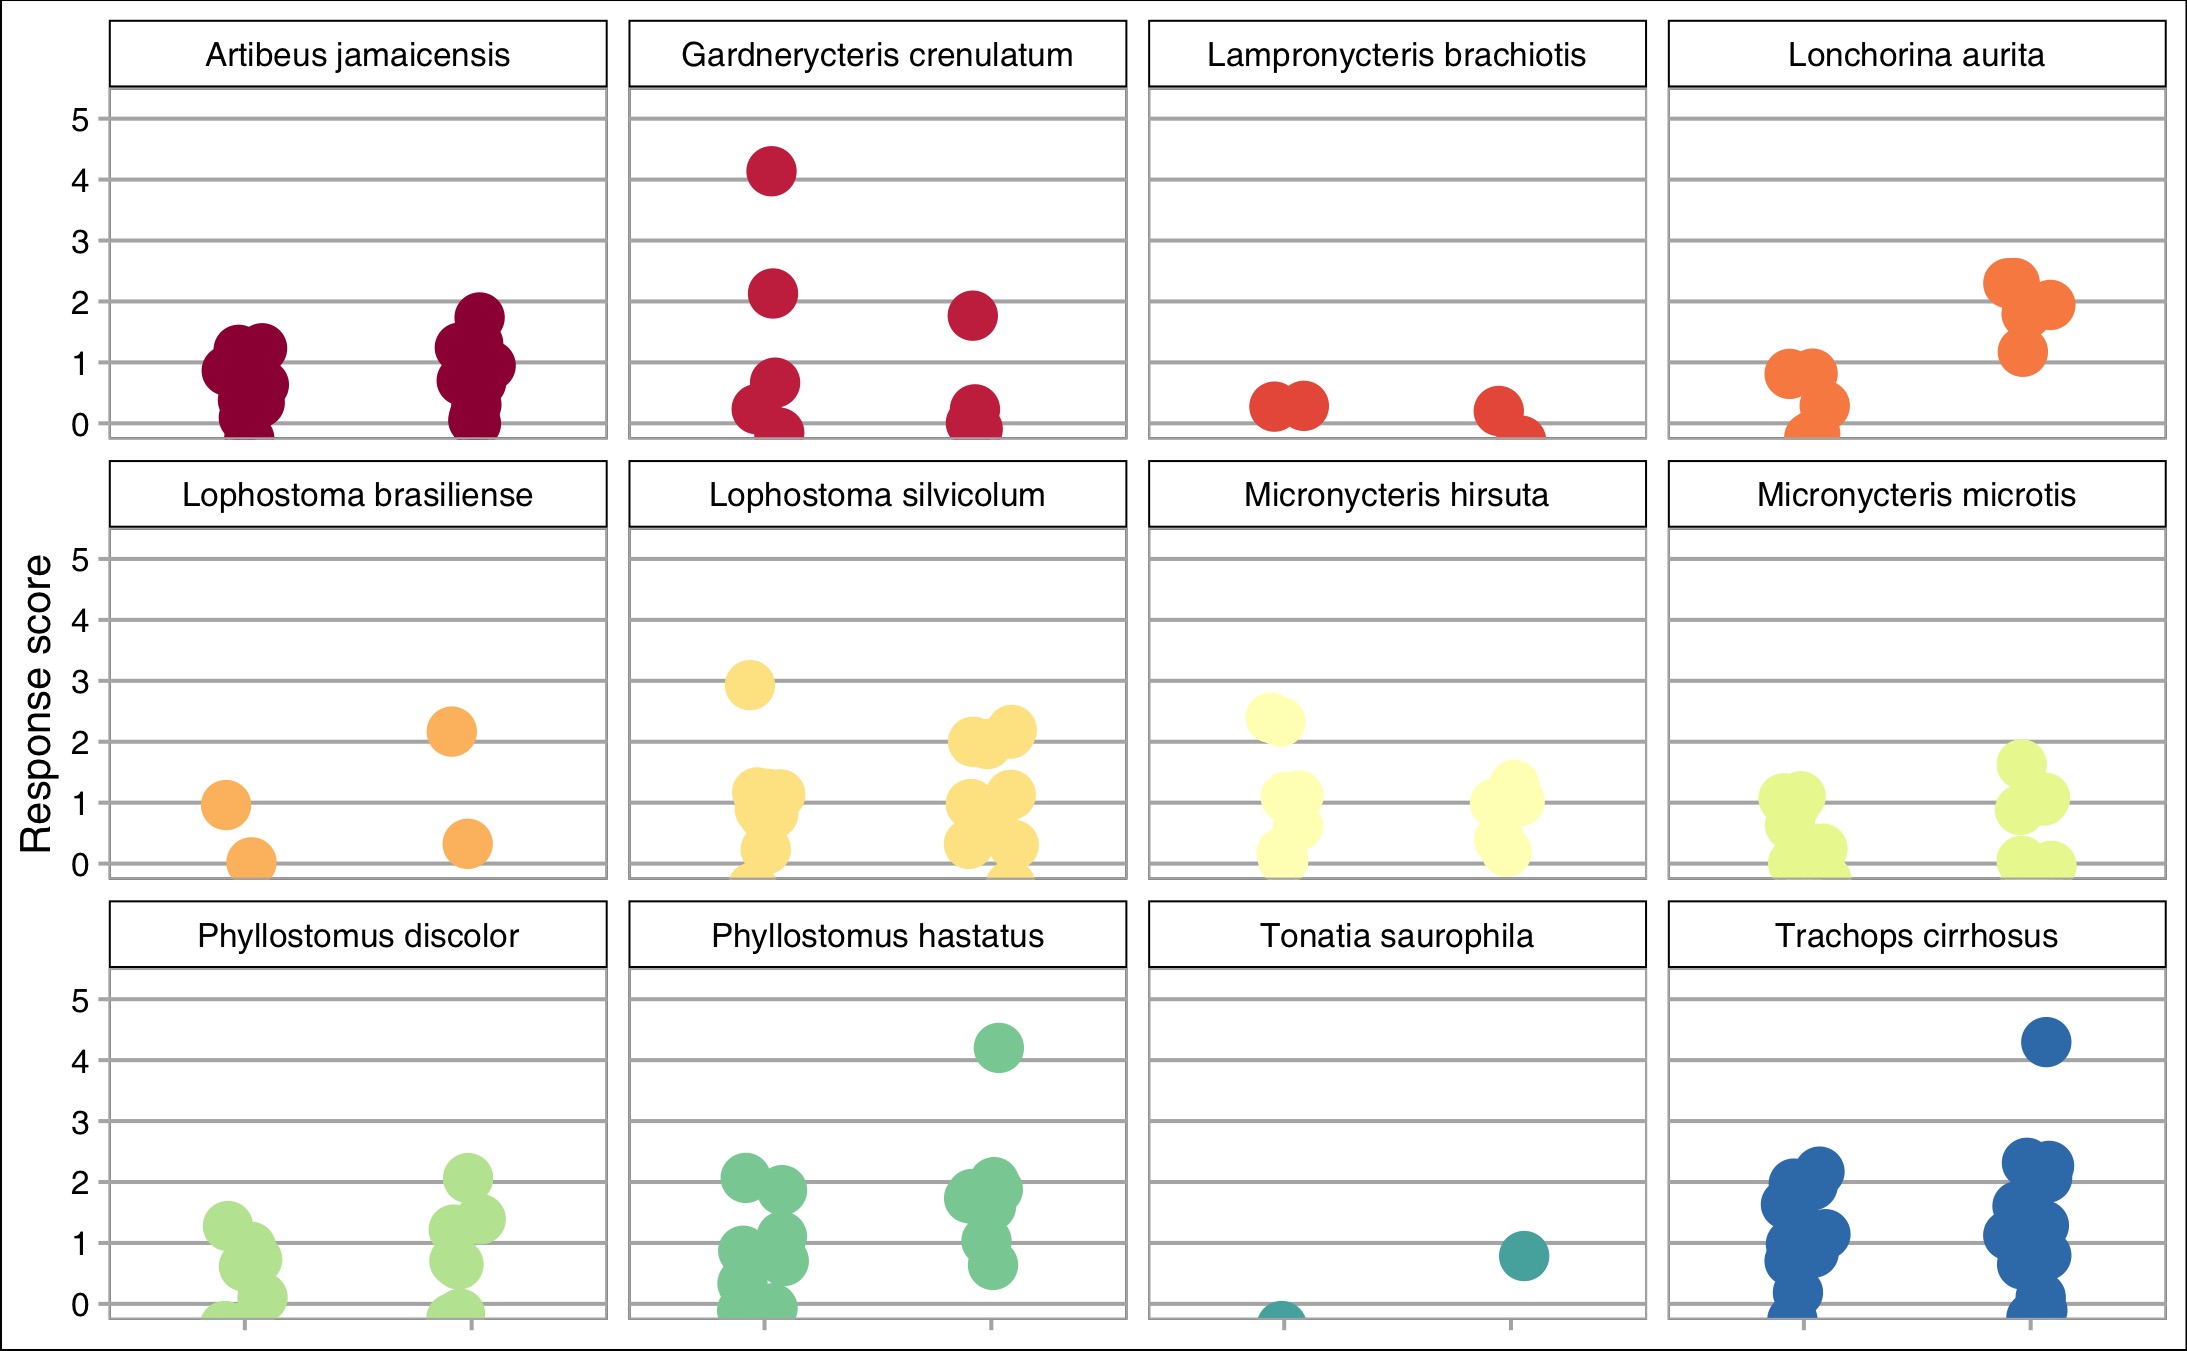 Artibeus jamaicensis
Gardnerycteris crenulatum
Lampronycteris brachiotis
Lonchorina aurita
5
4
3
2
1
0
Lophostoma brasiliense
Lophostoma silvicolum
Micronycteris hirsuta
Micronycteris microtis
Response score
5
4
3
2
1
0
Phyllostomus discolor
Phyllostomus hastatus
Tonatia saurophila
Trachops cirrhosus
5
4
3
2
1
0